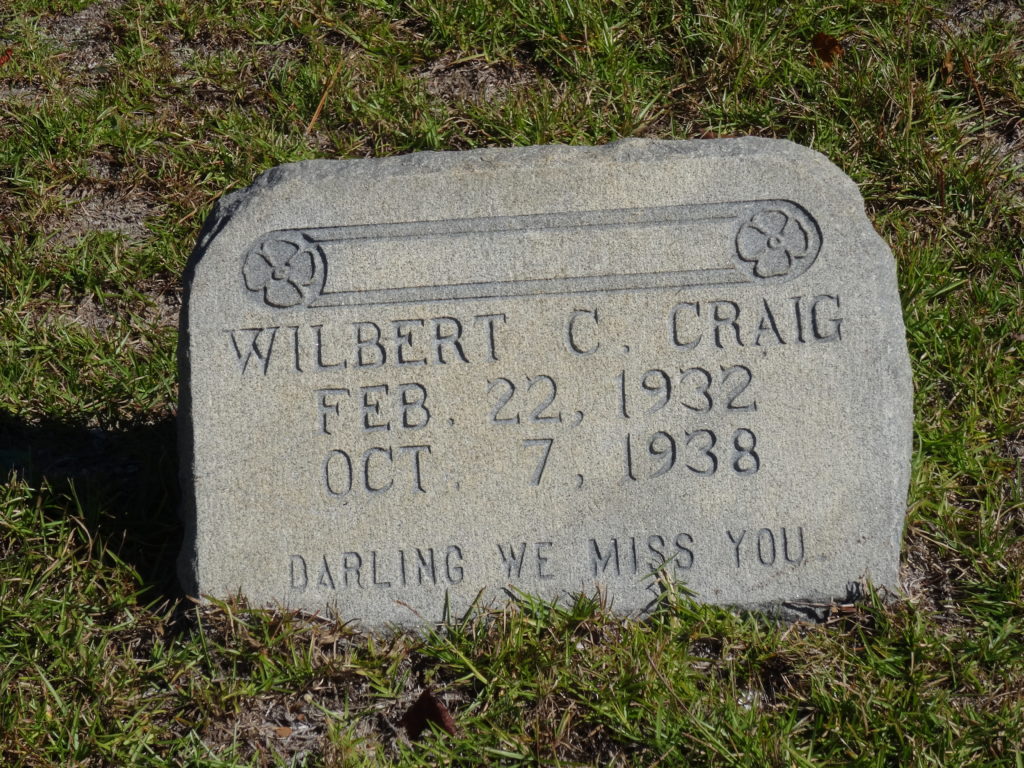 WILBERT C. CRAIG
FEB. 22, 1932
OCT. 7, 1938
DARLING WE MISS YOU